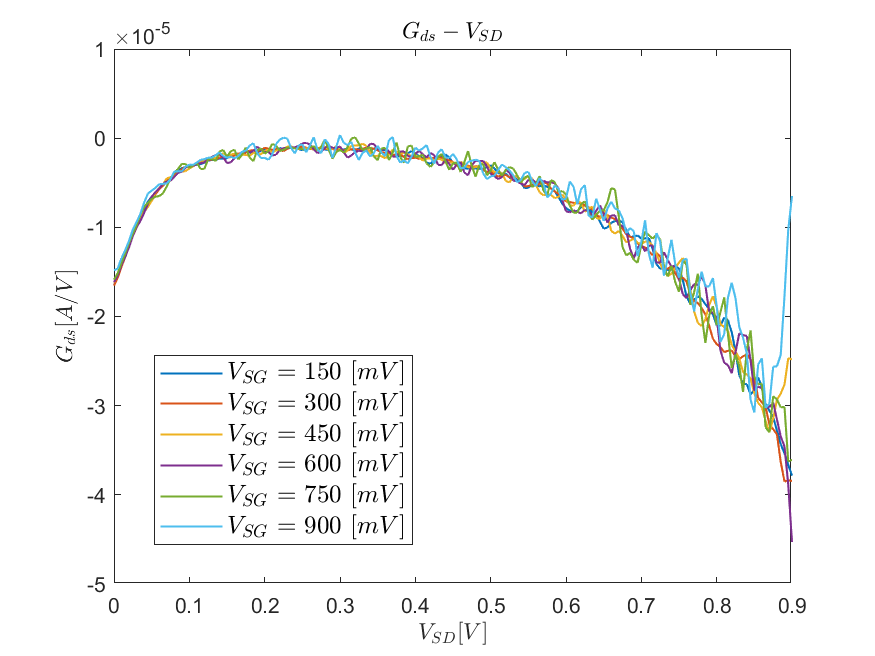 G_ds − V_SD
×10^-5
1
0
-1
-2
-3
-4
-5
G_ds[A/V]
V_SG = 150 [mV]
V_SG = 300 [mV]
V_SG = 450 [mV]
V_SG = 600 [mV]
V_SG = 750 [mV]
V_SG = 900 [mV]
0 0.1 0.2 0.3 0.4 0.5 0.6 0.7 0.8 0.9
V_SD[V]